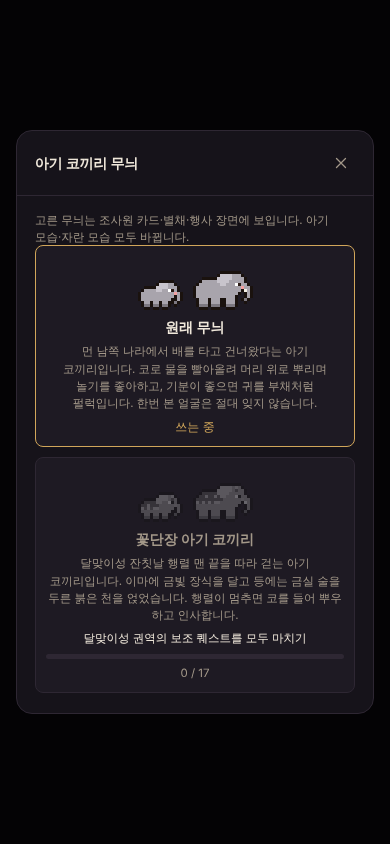 아기 코끼리 무늬
고른 무늬는 조사원 카드·별채·행사 장면에 보입니다. 아기
모습·자란 모습 모두 바뀝니다.
원래 무늬
먼 남쪽 나라에서 배를 타고 건너왔다는 아기
코끼리입니다. 코로 물을 빨아올려 머리 위로 뿌리며
놀기를 좋아하고, 기분이 좋으면 귀를 부채처럼
펄럭입니다. 한번 본 얼굴은 절대 잊지 않습니다.
쓰는 중
꽃단장 아기 코끼리
달맞이성 잔칫날 행렬 맨 끝을 따라 걷는 아기
코끼리입니다. 이마에 금빛 장식을 달고 등에는 금실 술을
두른 붉은 천을 얹었습니다. 행렬이 멈추면 코를 들어 뿌우
하고 인사합니다.
달맞이성 권역의 보조 퀘스트를 모두 마치기
0 / 17